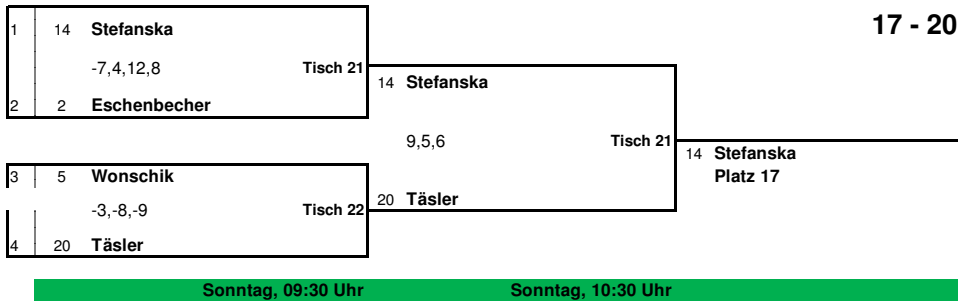 17 - 20
1 14 Stefanska
-7,4,12,8 Tisch 21
14 Stefanska
2 2 Eschenbecher
9,5,6 Tisch 21
14 Stefanska
Platz 17
3 5 Wonschik
20 Täsler
-3,-8,-9 Tisch 22
4 20 Täsler
Sonntag, 09:30 Uhr Sonntag, 10:30 Uhr